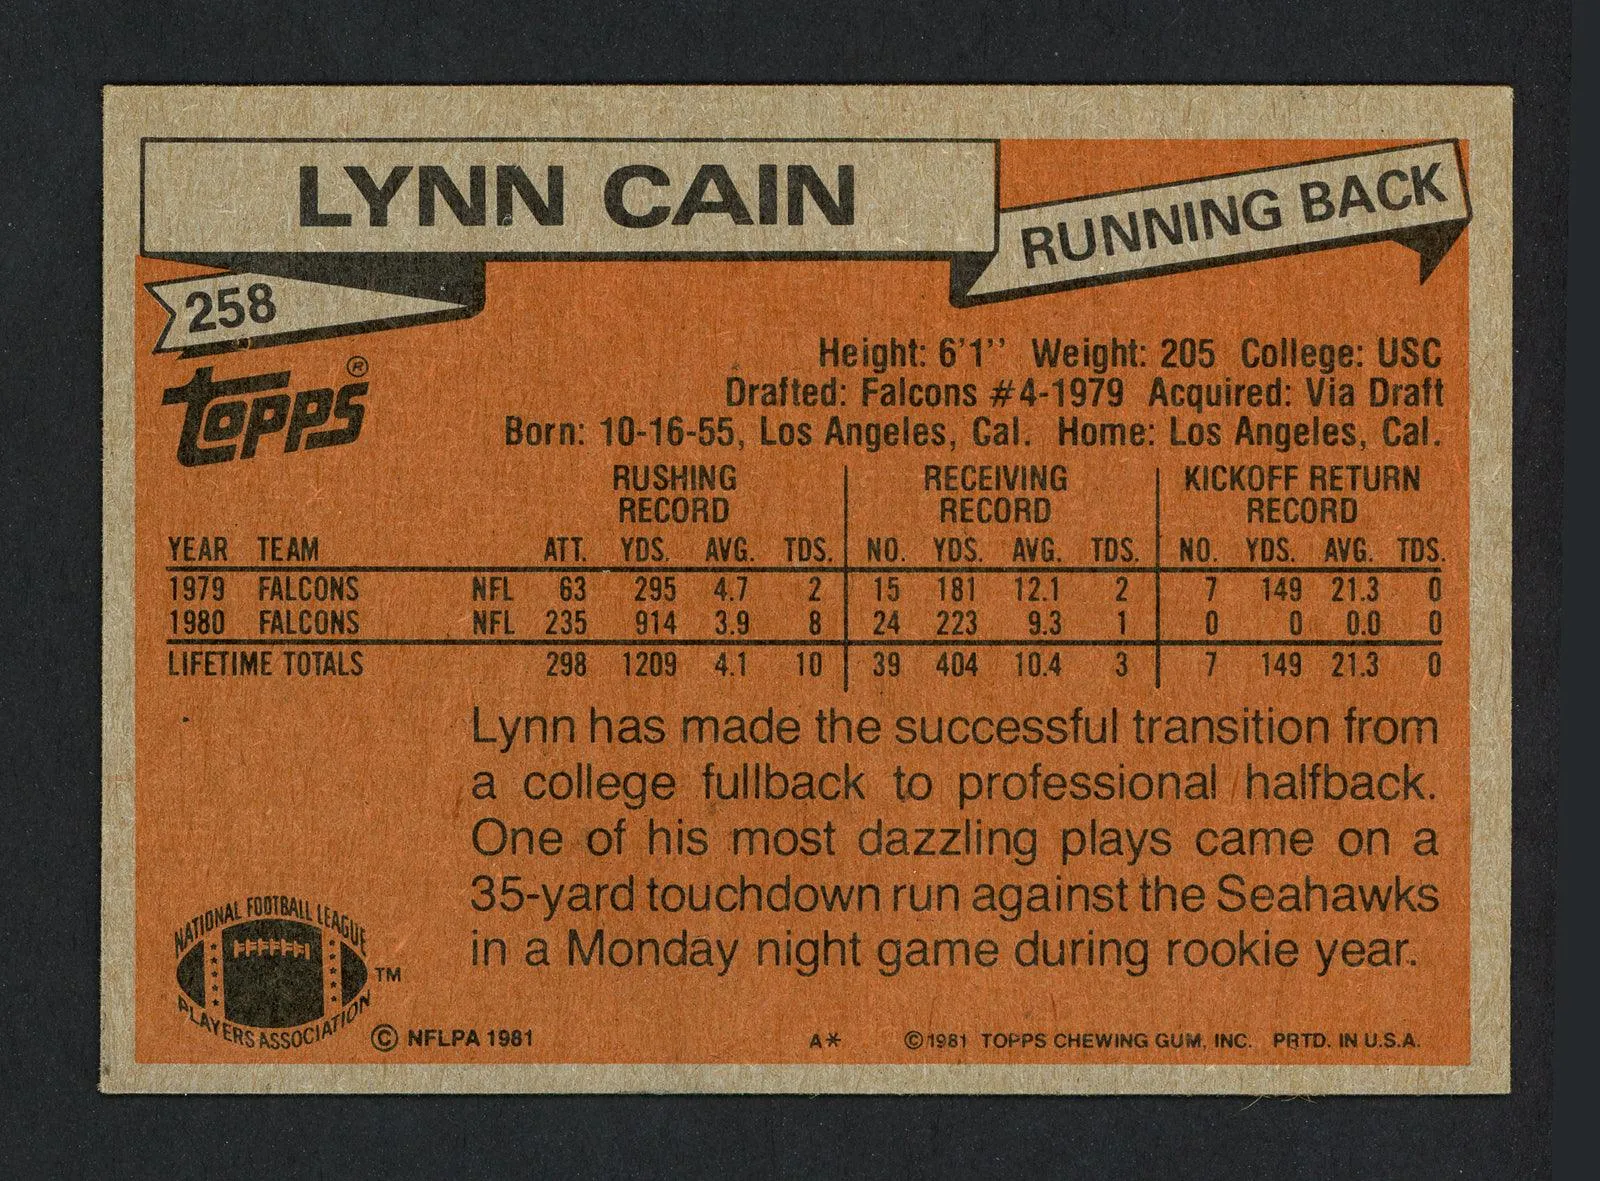 LYNN CAIN
RUNNING BACK
258
TOPPS ®
Height: 6'1'' Weight: 205 College: USC
Drafted: Falcons #4-1979 Acquired: Via Draft
Born: 10-16-55, Los Angeles, Cal. Home: Los Angeles, Cal.
RUSHING RECORD RECEIVING RECORD KICKOFF RETURN RECORD
YEAR TEAM ATT. YDS. AVG. TDS. NO. YDS. AVG. TDS. NO. YDS. AVG. TDS.
1979 FALCONS NFL 63 295 4.7 2 15 181 12.1 2 7 149 21.3 0
1980 FALCONS NFL 235 914 3.9 8 24 223 9.3 1 0 0 0.0 0
LIFETIME TOTALS 298 1209 4.1 10 39 404 10.4 3 7 149 21.3 0
Lynn has made the successful transition from
a college fullback to professional halfback.
One of his most dazzling plays came on a
35-yard touchdown run against the Seahawks
in a Monday night game during rookie year.
NATIONAL FOOTBALL LEAGUE
PLAYERS ASSOCIATION
TM
© NFLPA 1981 A* © 1981 TOPPS CHEWING GUM, INC. PRTD. IN U.S.A.